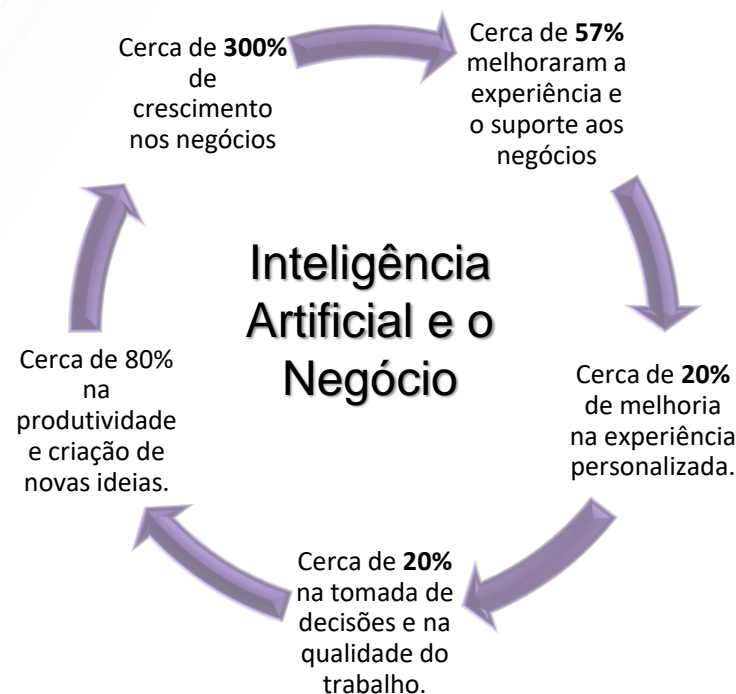 Cerca de 300%
de
crescimento
nos negócios
Cerca de 57%
melhoraram a
experiência e
o suporte aos
negócios
Cerca de 20%
de melhoria
na experiência
personalizada.
Cerca de 20%
na tomada de
decisões e na
qualidade do
trabalho.
Cerca de 80%
na
produtividade
e criação de
novas ideias.
Inteligência
Artificial e o
Negócio